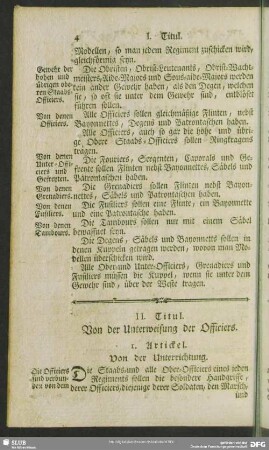 4 I. Titul.
Modellen, so man jedem Regiment zuschicken wird,
gleichförmig seyn.
Gewehr der hohen und übrigen obern Staabs-Officiers.
Die Obristen, Obrist-Lieutenants, Obrist-Wacht-
meisters, Aide-Majors und Sous-aide-Majors werden
kein ander Gewehr haben, als den Degen, welchen
sie, so oft sie unter dem Gewehr sind, entblöset
führen sollen.
Von denen Officiers.
Alle Officiers sollen gleichmäßige Flinten, nebst
Bayonnettes, Degens und Patrontaschen haben.
Alle Officiers, auch so gar die hohe und übri-
ge Obere Staabs-Officiers sollen Ringkragens
tragen.
Von denen Unter-Officiers und Gefreyten.
Die Fouriers, Sergenten, Caporals und Ge-
freyte sollen Flinten nebst Bayonnettes, Säbels und
Patrontaschen haben.
Von denen Grenadiers.
Die Grenadiers sollen Flinten nebst Bayon-
nettes, Säbels und Patrontaschen haben.
Von denen Fusiliers.
Die Fusiliers sollen eine Flinte, ein Bayonnette
und eine Patrontasche haben.
Von denen Tambours.
Die Tambours sollen nur mit einem Säbel
bewafnet seyn.
Die Degens, Säbels und Bayonnetts sollen in
denen Kuppeln getragen werden, wovon man Mo-
dellen überschicken wird.
Alle Ober- und Unter-Officiers, Grenadiers und
Fusiliers müssen die Kuppel, wenn sie unter dem
Gewehr sind, über der Weste tragen.
II. Titul.
Von der Unterweisung der Officiers.
1. Artickel.
Von der Unterrichtung.
Die Officiers sind verbunden von dem
Die Staabs- und alle Ober-Officiers eines jeden
Regiments sollen die besondere Handgriffe,
derer Officiers, diejenige derer Soldaten, den Marsch,
und
SLUB
DFG